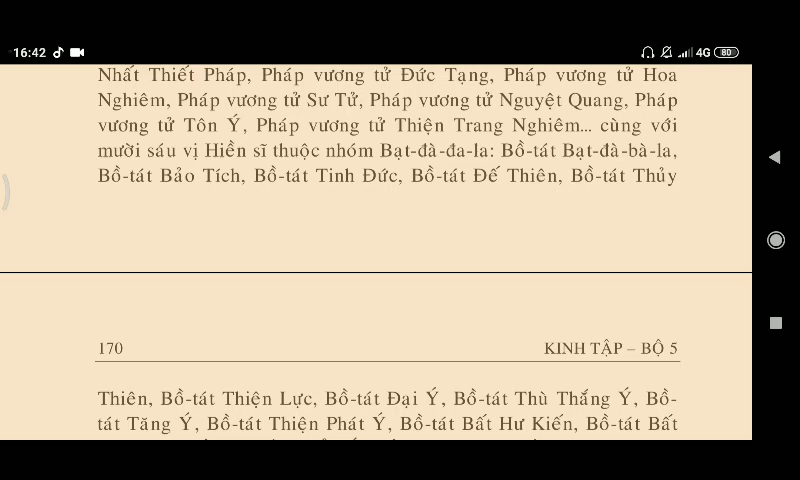 16:42
4G 80
Nhất Thiết Pháp, Pháp vương tử Đức Tạng, Pháp vương tử Hoa
Nghiêm, Pháp vương tử Sư Tử, Pháp vương tử Nguyệt Quang, Pháp
vương tử Tôn Ý, Pháp vương tử Thiện Trang Nghiêm... cùng với
mười sáu vị Hiền sĩ thuộc nhóm Bạt-đà-đa-la: Bồ-tát Bạt-đà-bà-la,
Bồ-tát Bảo Tích, Bồ-tát Tinh Đức, Bồ-tát Đế Thiên, Bồ-tát Thủy
170
KINH TẬP – BỘ 5
Thiên, Bồ-tát Thiện Lực, Bồ-tát Đại Ý, Bồ-tát Thù Thắng Ý, Bồ-
tát Tăng Ý, Bồ-tát Thiện Phát Ý, Bồ-tát Bất Hư Kiến, Bồ-tát Bất